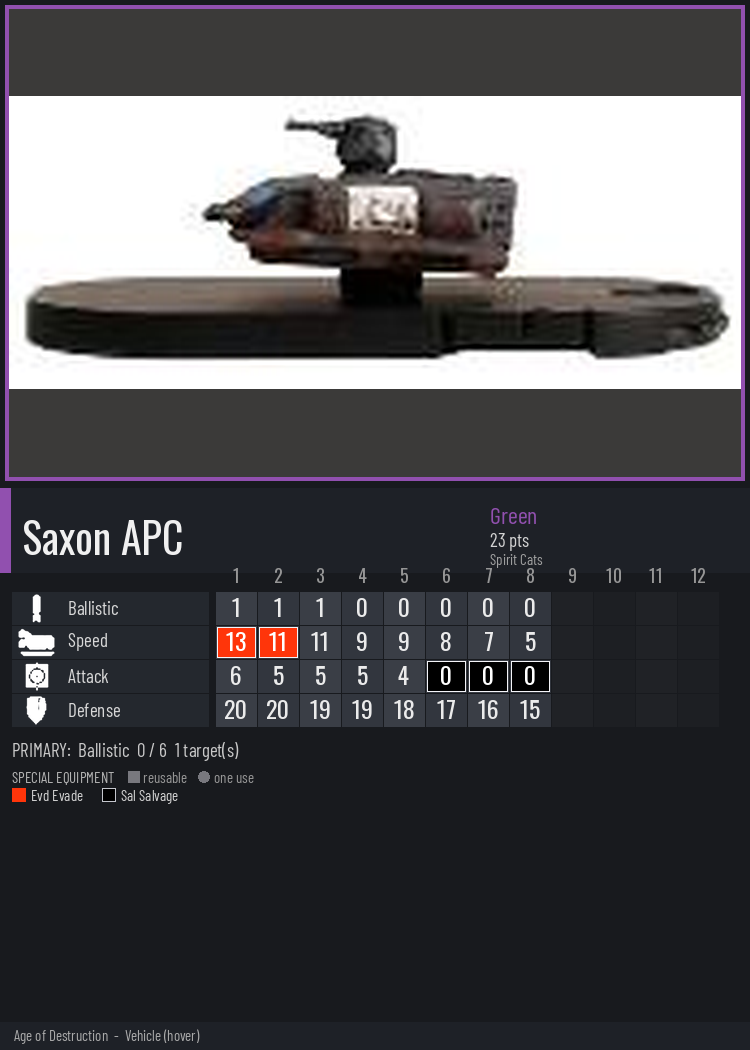 Saxon APC
Green
23 pts
Spirit Cats
1 2 3 4 5 6 7 8 9 10 11 12
Ballistic 1 1 1 0 0 0 0 0
Speed 13 11 11 9 9 8 7 5
Attack 6 5 5 5 4 0 0 0
Defense 20 20 19 19 18 17 16 15
PRIMARY: Ballistic 0 / 6 1 target(s)
SPECIAL EQUIPMENT reusable one use
Evd Evade Sal Salvage
Age of Destruction - Vehicle (hover)